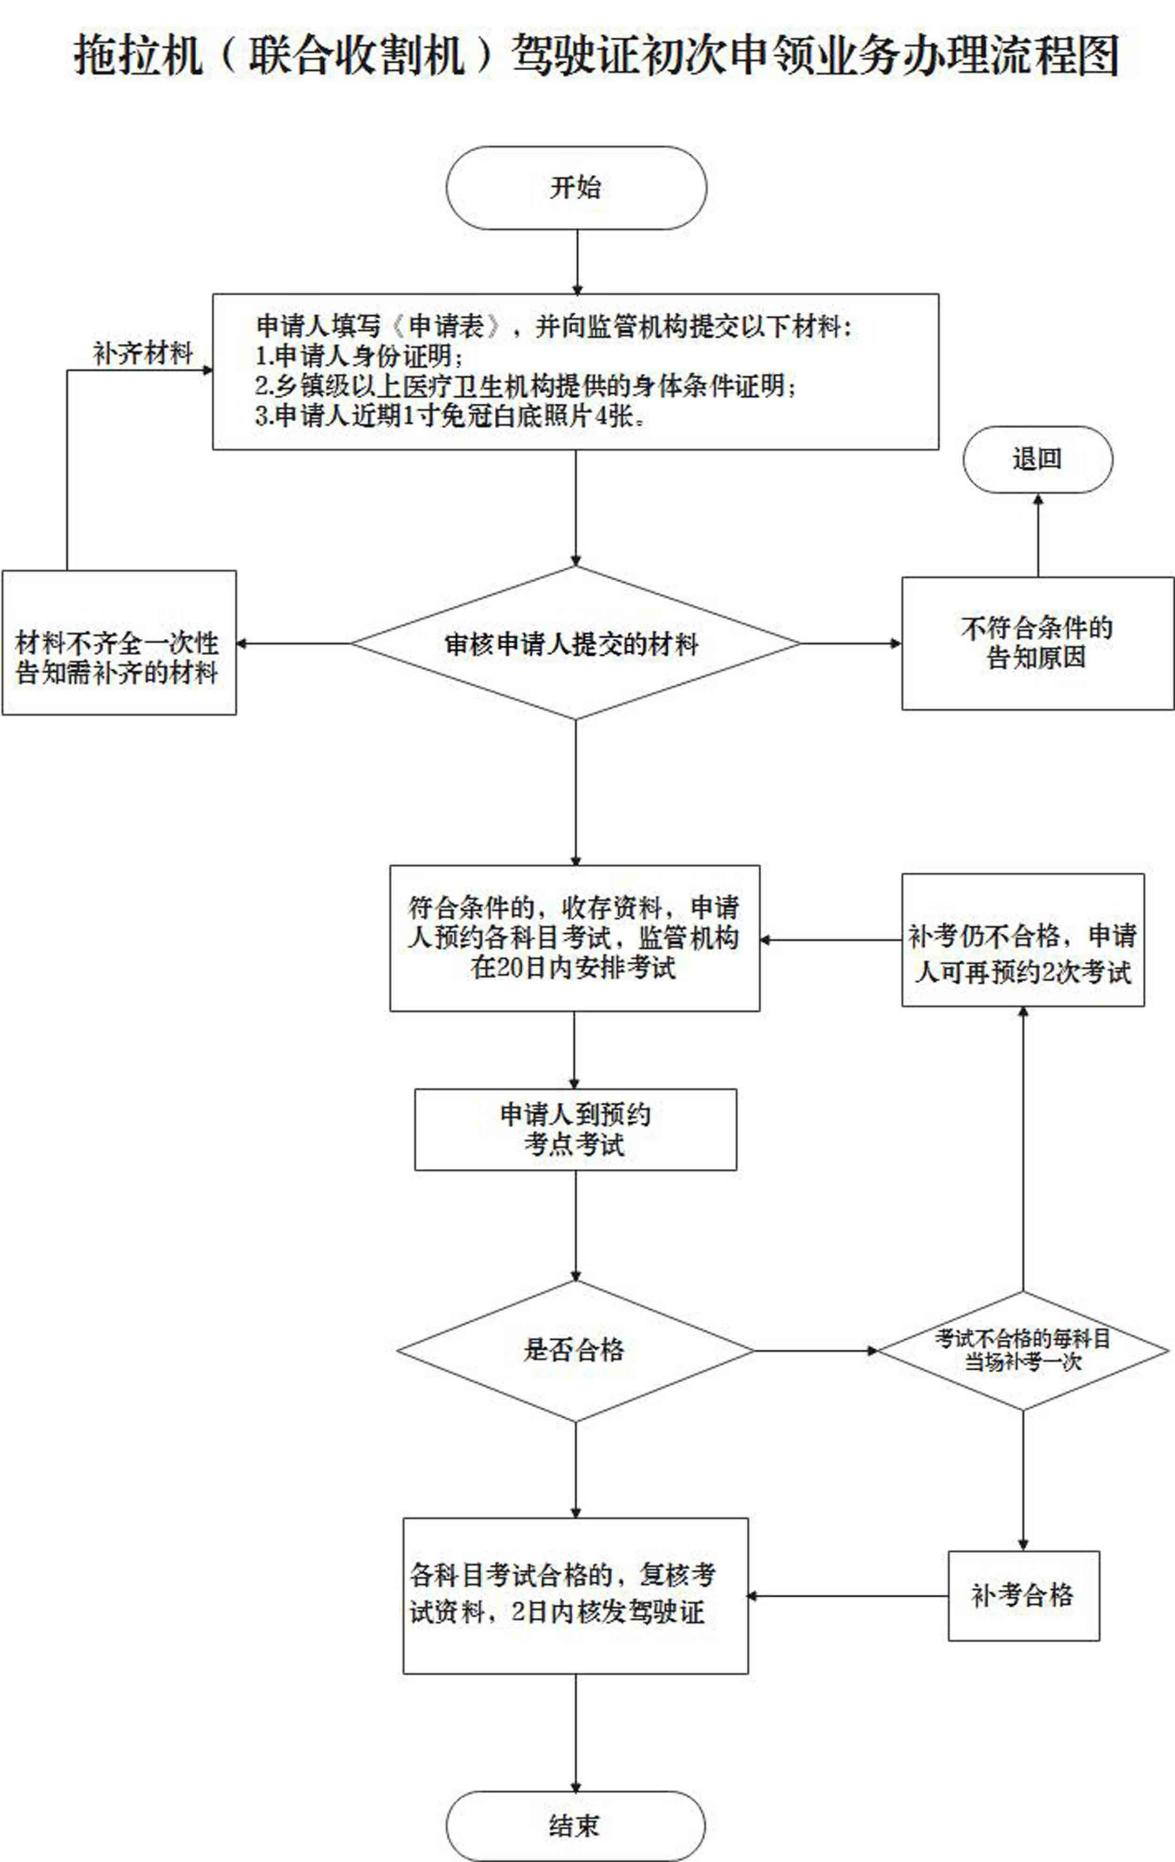 拖拉机（联合收割机）驾驶证初次申领业务办理流程图
开始
申请人填写《申请表》，并向监管机构提交以下材料：
1.申请人身份证明；
2.乡镇级以上医疗卫生机构提供的身体条件证明；
3.申请人近期1寸免冠白底照片4张。
补齐材料
退回
材料不齐全一次性
告知需补齐的材料
审核申请人提交的材料
不符合条件的
告知原因
符合条件的，收存资料，申请
人预约各科目考试，监管机构
在20日内安排考试
补考仍不合格，申请
人可再预约2次考试
申请人到预约
考点考试
是否合格
考试不合格的每科目
当场补考一次
各科目考试合格的，复核考
试资料，2日内核发驾驶证
补考合格
结束